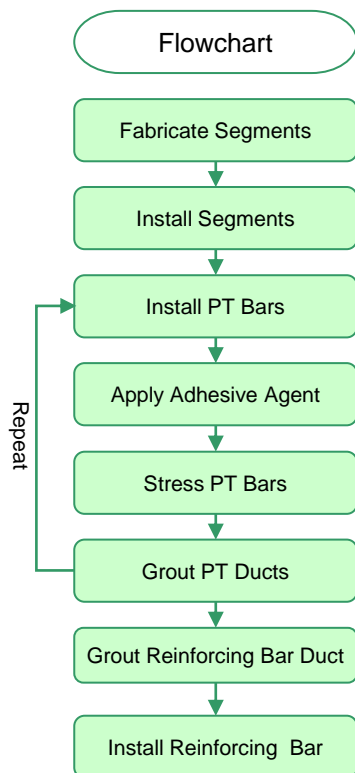 Flowchart
Fabricate Segments
Install Segments
Install PT Bars
Apply Adhesive Agent
Stress PT Bars
Grout PT Ducts
Repeat
Grout Reinforcing Bar Duct
Install Reinforcing Bar